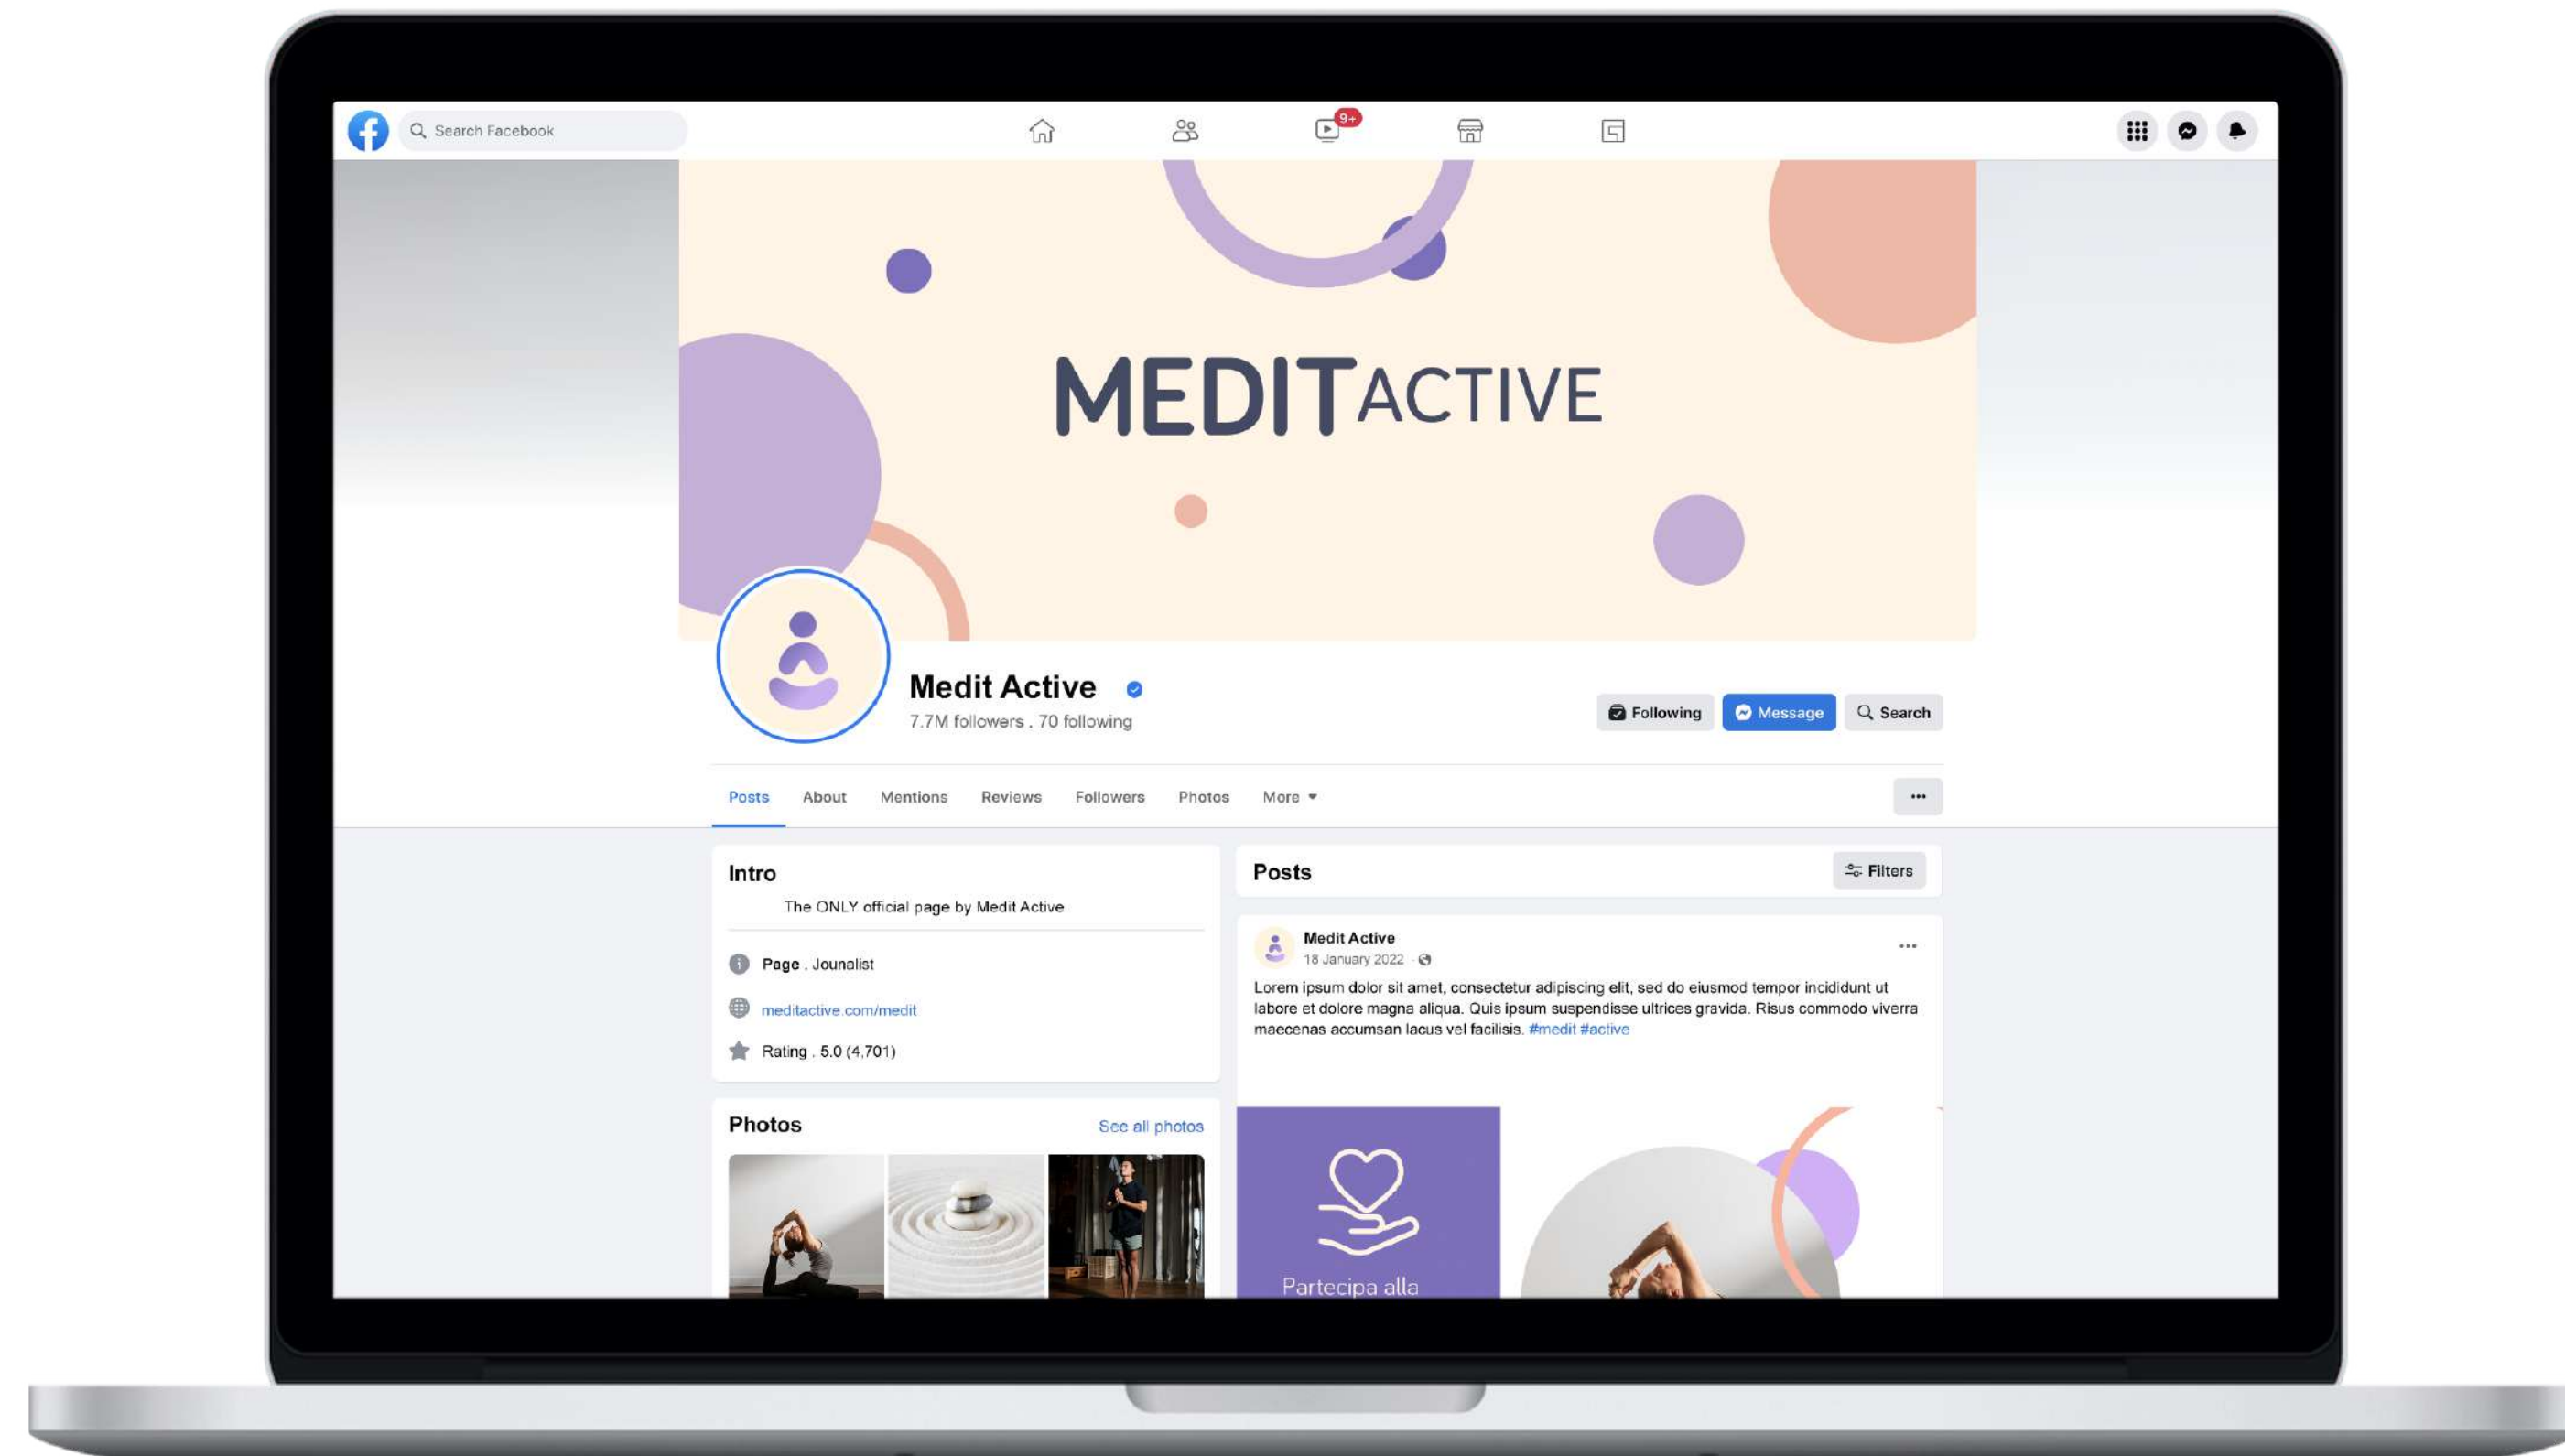 Search Facebook
9+
MEDITACTIVE
Medit Active
7.7M followers . 70 following
Following
Message
Search
Posts
About
Mentions
Reviews
Followers
Photos
More
Intro
The ONLY official page by Medit Active
Page . Jounalist
meditactive.com/medit
Rating . 5.0 (4,701)
Photos
See all photos
Posts
Filters
Medit Active
18 January 2022
Lorem ipsum dolor sit amet, consectetur adipiscing elit, sed do eiusmod tempor incididunt ut
labore et dolore magna aliqua. Quis ipsum suspendisse ultrices gravida. Risus commodo viverra
maecenas accumsan lacus vel facilisis. #medit #active
Partecipa alla